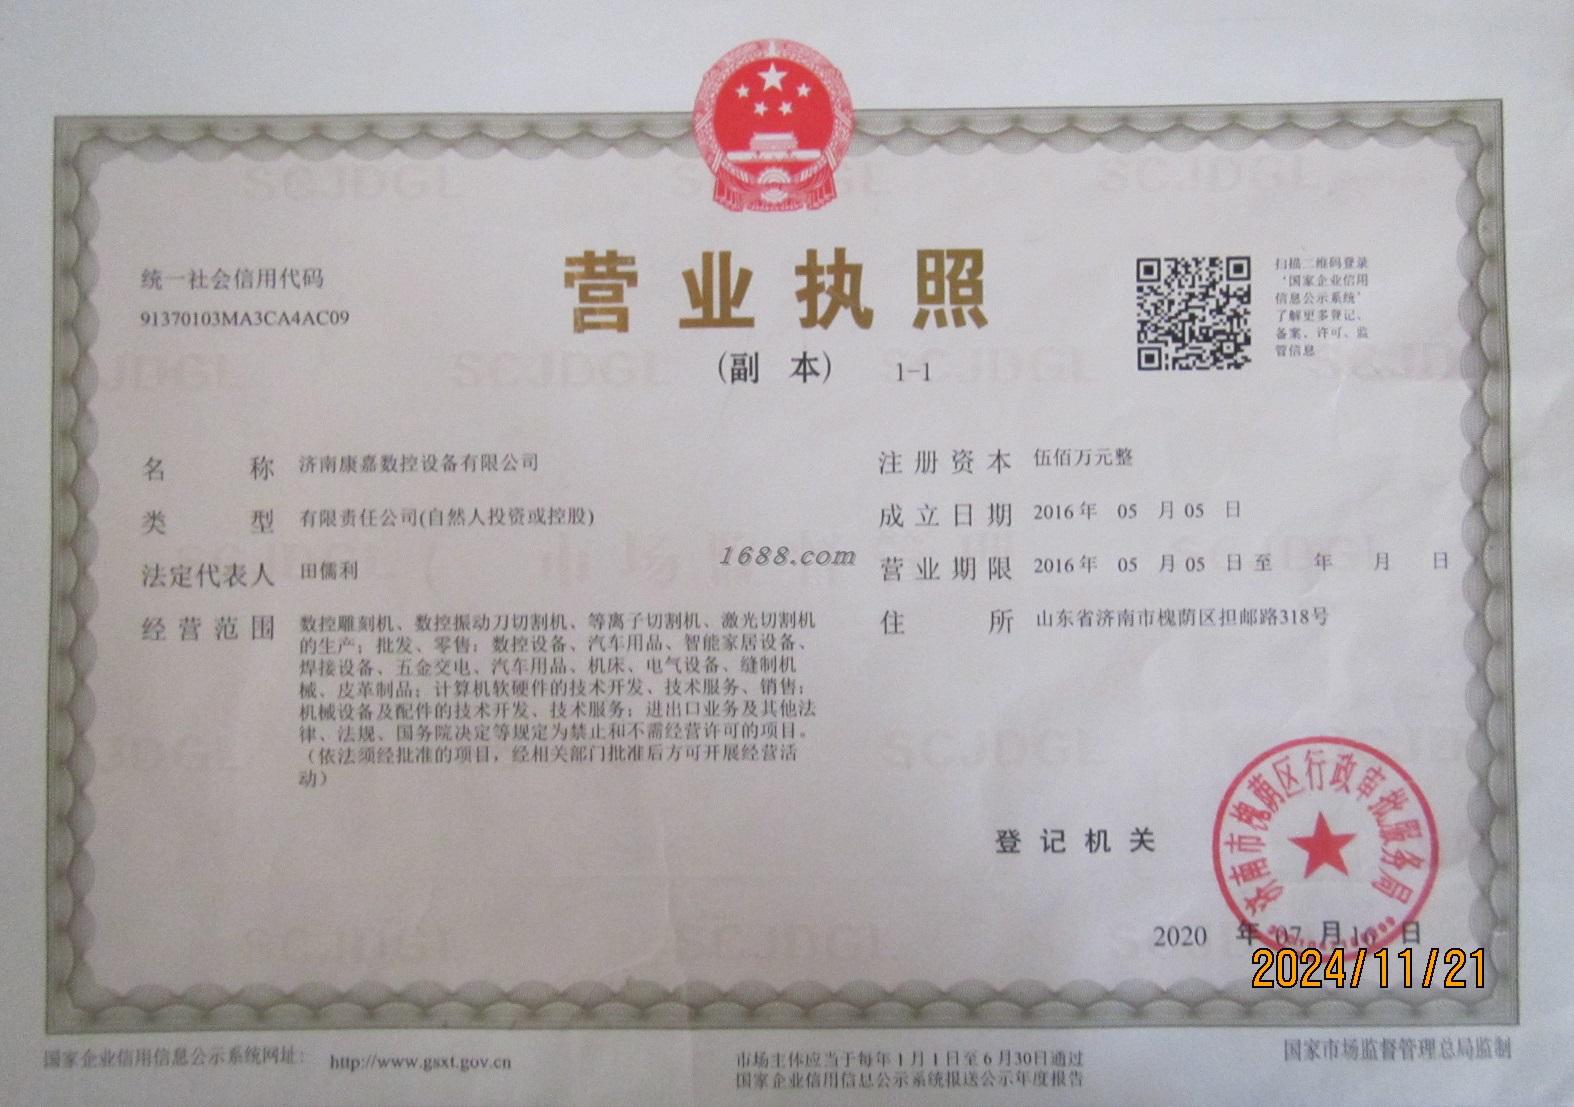 统一社会信用代码
91370103MA3CA4AC09
营业执照
(副 本) 1-1
扫描二维码登录
‘国家企业信用
信息公示系统’
了解更多登记、
备案、许可、监
管信息
名称 济南康嘉数控设备有限公司
类型 有限责任公司(自然人投资或控股)
法定代表人 田儒利
经营范围 数控雕刻机、数控振动刀切割机、等离子切割机、激光切割机
的生产；批发、零售：数控设备、汽车用品、智能家居设备、
焊接设备、五金交电、汽车用品、机床、电气设备、缝制机
械、皮革制品；计算机软硬件的技术开发、技术服务、销售；
机械设备及配件的技术开发、技术服务；进出口业务及其他法
律、法规、国务院决定等规定为禁止和不需经营许可的项目。
（依法须经批准的项目，经相关部门批准后方可开展经营活
动）
注册资本 伍佰万元整
成立日期 2016年 05 月 05 日
营业期限 2016年 05 月 05 日至 年 月 日
住所 山东省济南市槐荫区担邮路318号
1688.com
登记机关
济南市槐荫区行政审批服务局
2020 年 07 月 16 日
2024/11/21
国家企业信用信息公示系统网址： http://www.gsxt.gov.cn
市场主体应当于每年1月1日至6月30日通过
国家企业信用信息公示系统报送公示年度报告
国家市场监督管理总局监制
SCJDGL